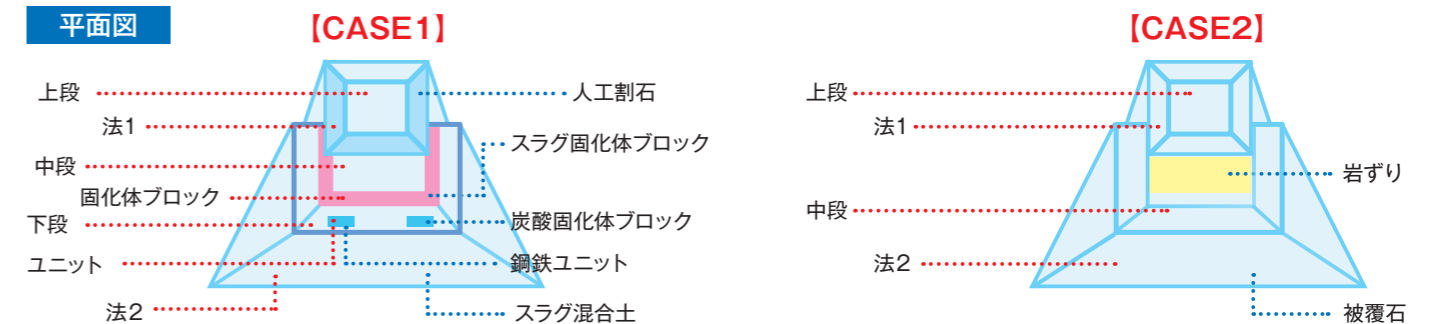 平面図
【CASE1】
上段
法1
中段
固化体ブロック
下段
ユニット
法2
人工割石
スラグ固化体ブロック
炭酸固化体ブロック
鋼鉄ユニット
スラグ混合土
【CASE2】
上段
法1
中段
法2
岩ずり
被覆石